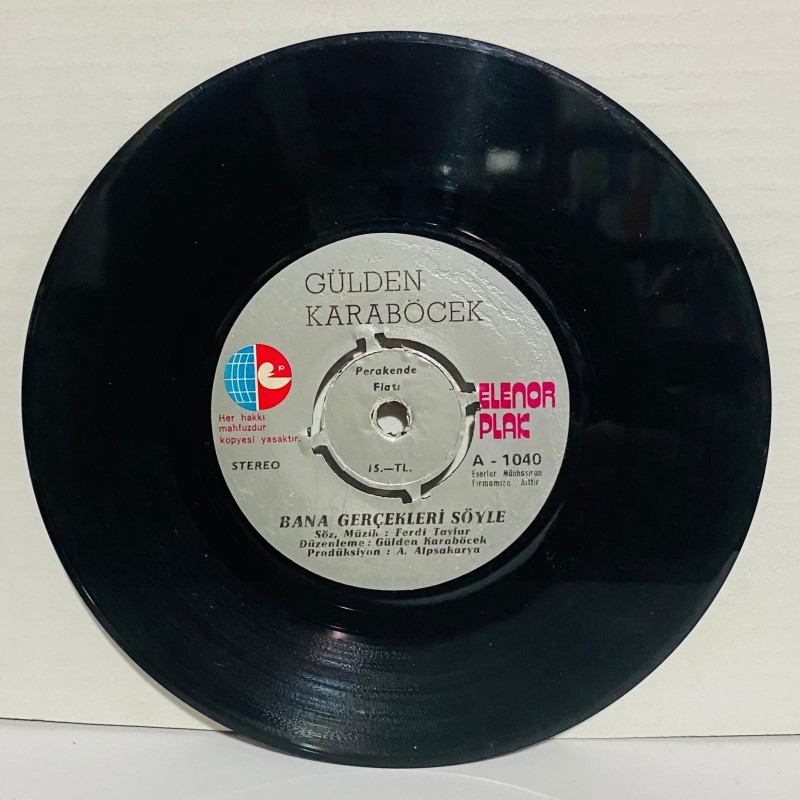 GÜLDEN
KARABÖCEK
Perakende
Fiatı
15.—TL.
Her hakkı
mahfuzdur
kopyesi yasaktır.
STEREO
ELENOR
PLAK
A - 1040
Eserler Münhasıran
Firmamıza Aittir
BANA GERÇEKLERİ SÖYLE
Söz, Müzik : Ferdi Tayfur
Düzenleme : Gülden Karaböcek
Prodüksiyon : A. Alpsakarya